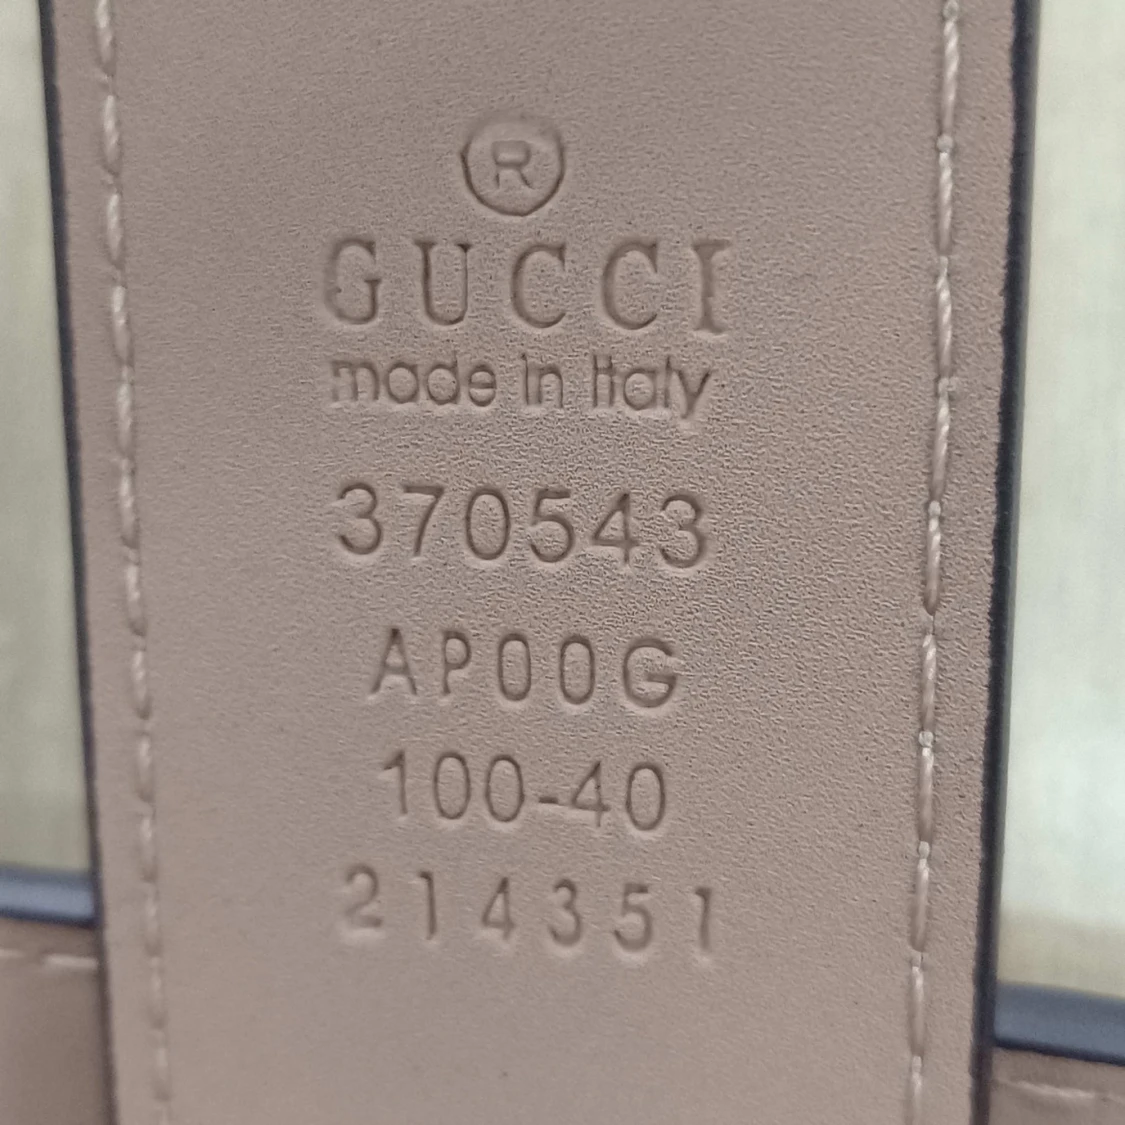 ®
GUCCI
made in italy
370543
AP00G
100-40
214351